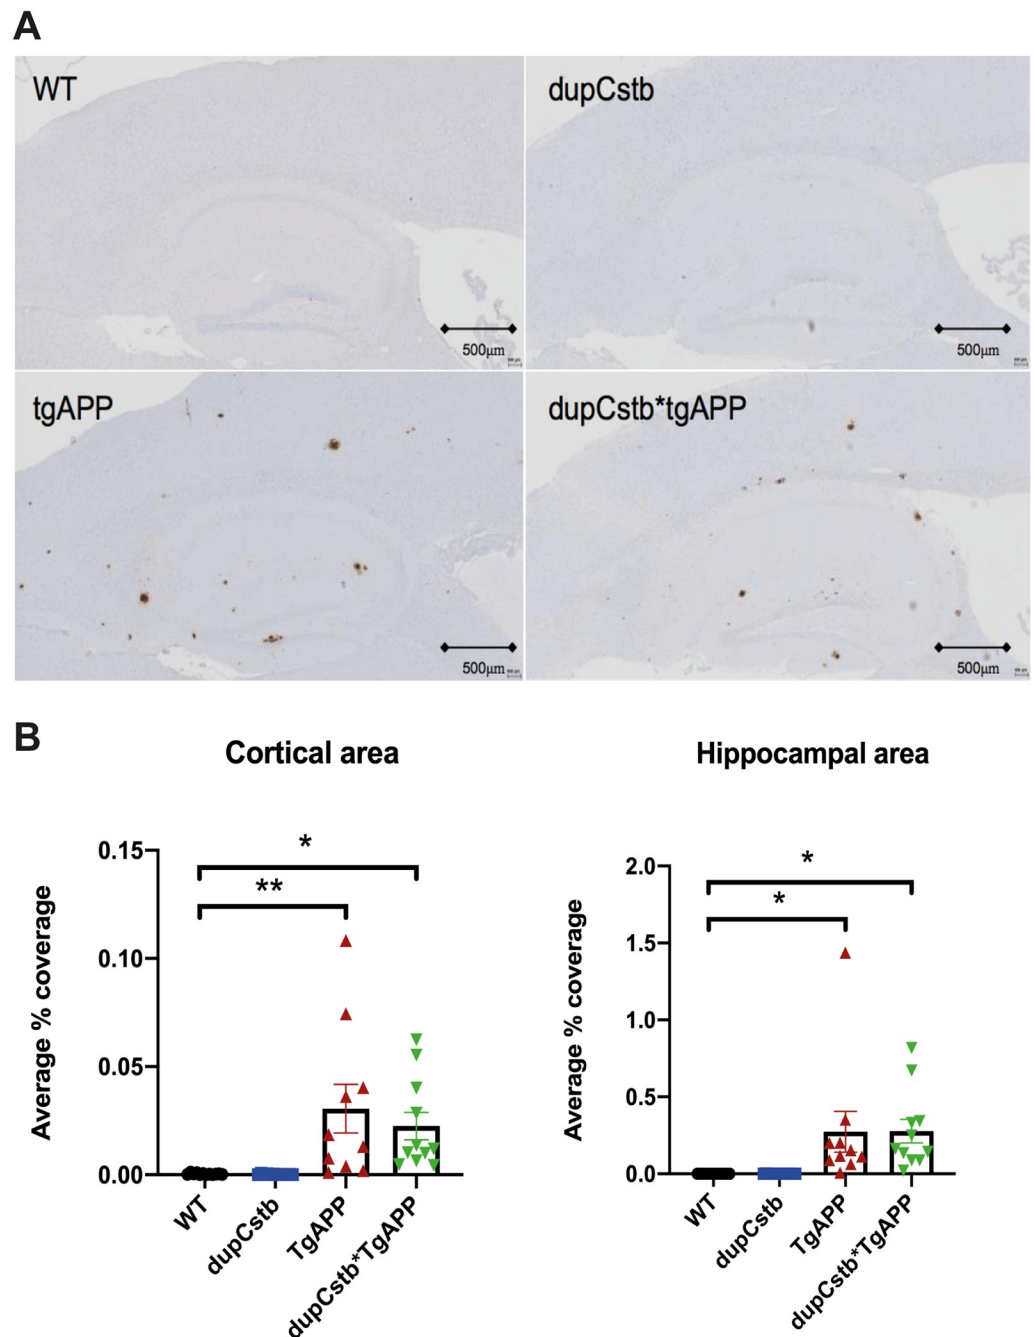 A
WT
dupCstb
500µm
500µm
tgAPP
dupCstb*tgAPP
500µm
500µm
B
Cortical area
Hippocampal area
Average % coverage
0.15
0.10
0.05
0.00
*
**
WT
dupCstb
TgAPP
dupCstb*TgAPP
Average % coverage
2.0
1.5
1.0
0.5
0.0
*
*
WT
dupCstb
TgAPP
dupCstb*TgAPP